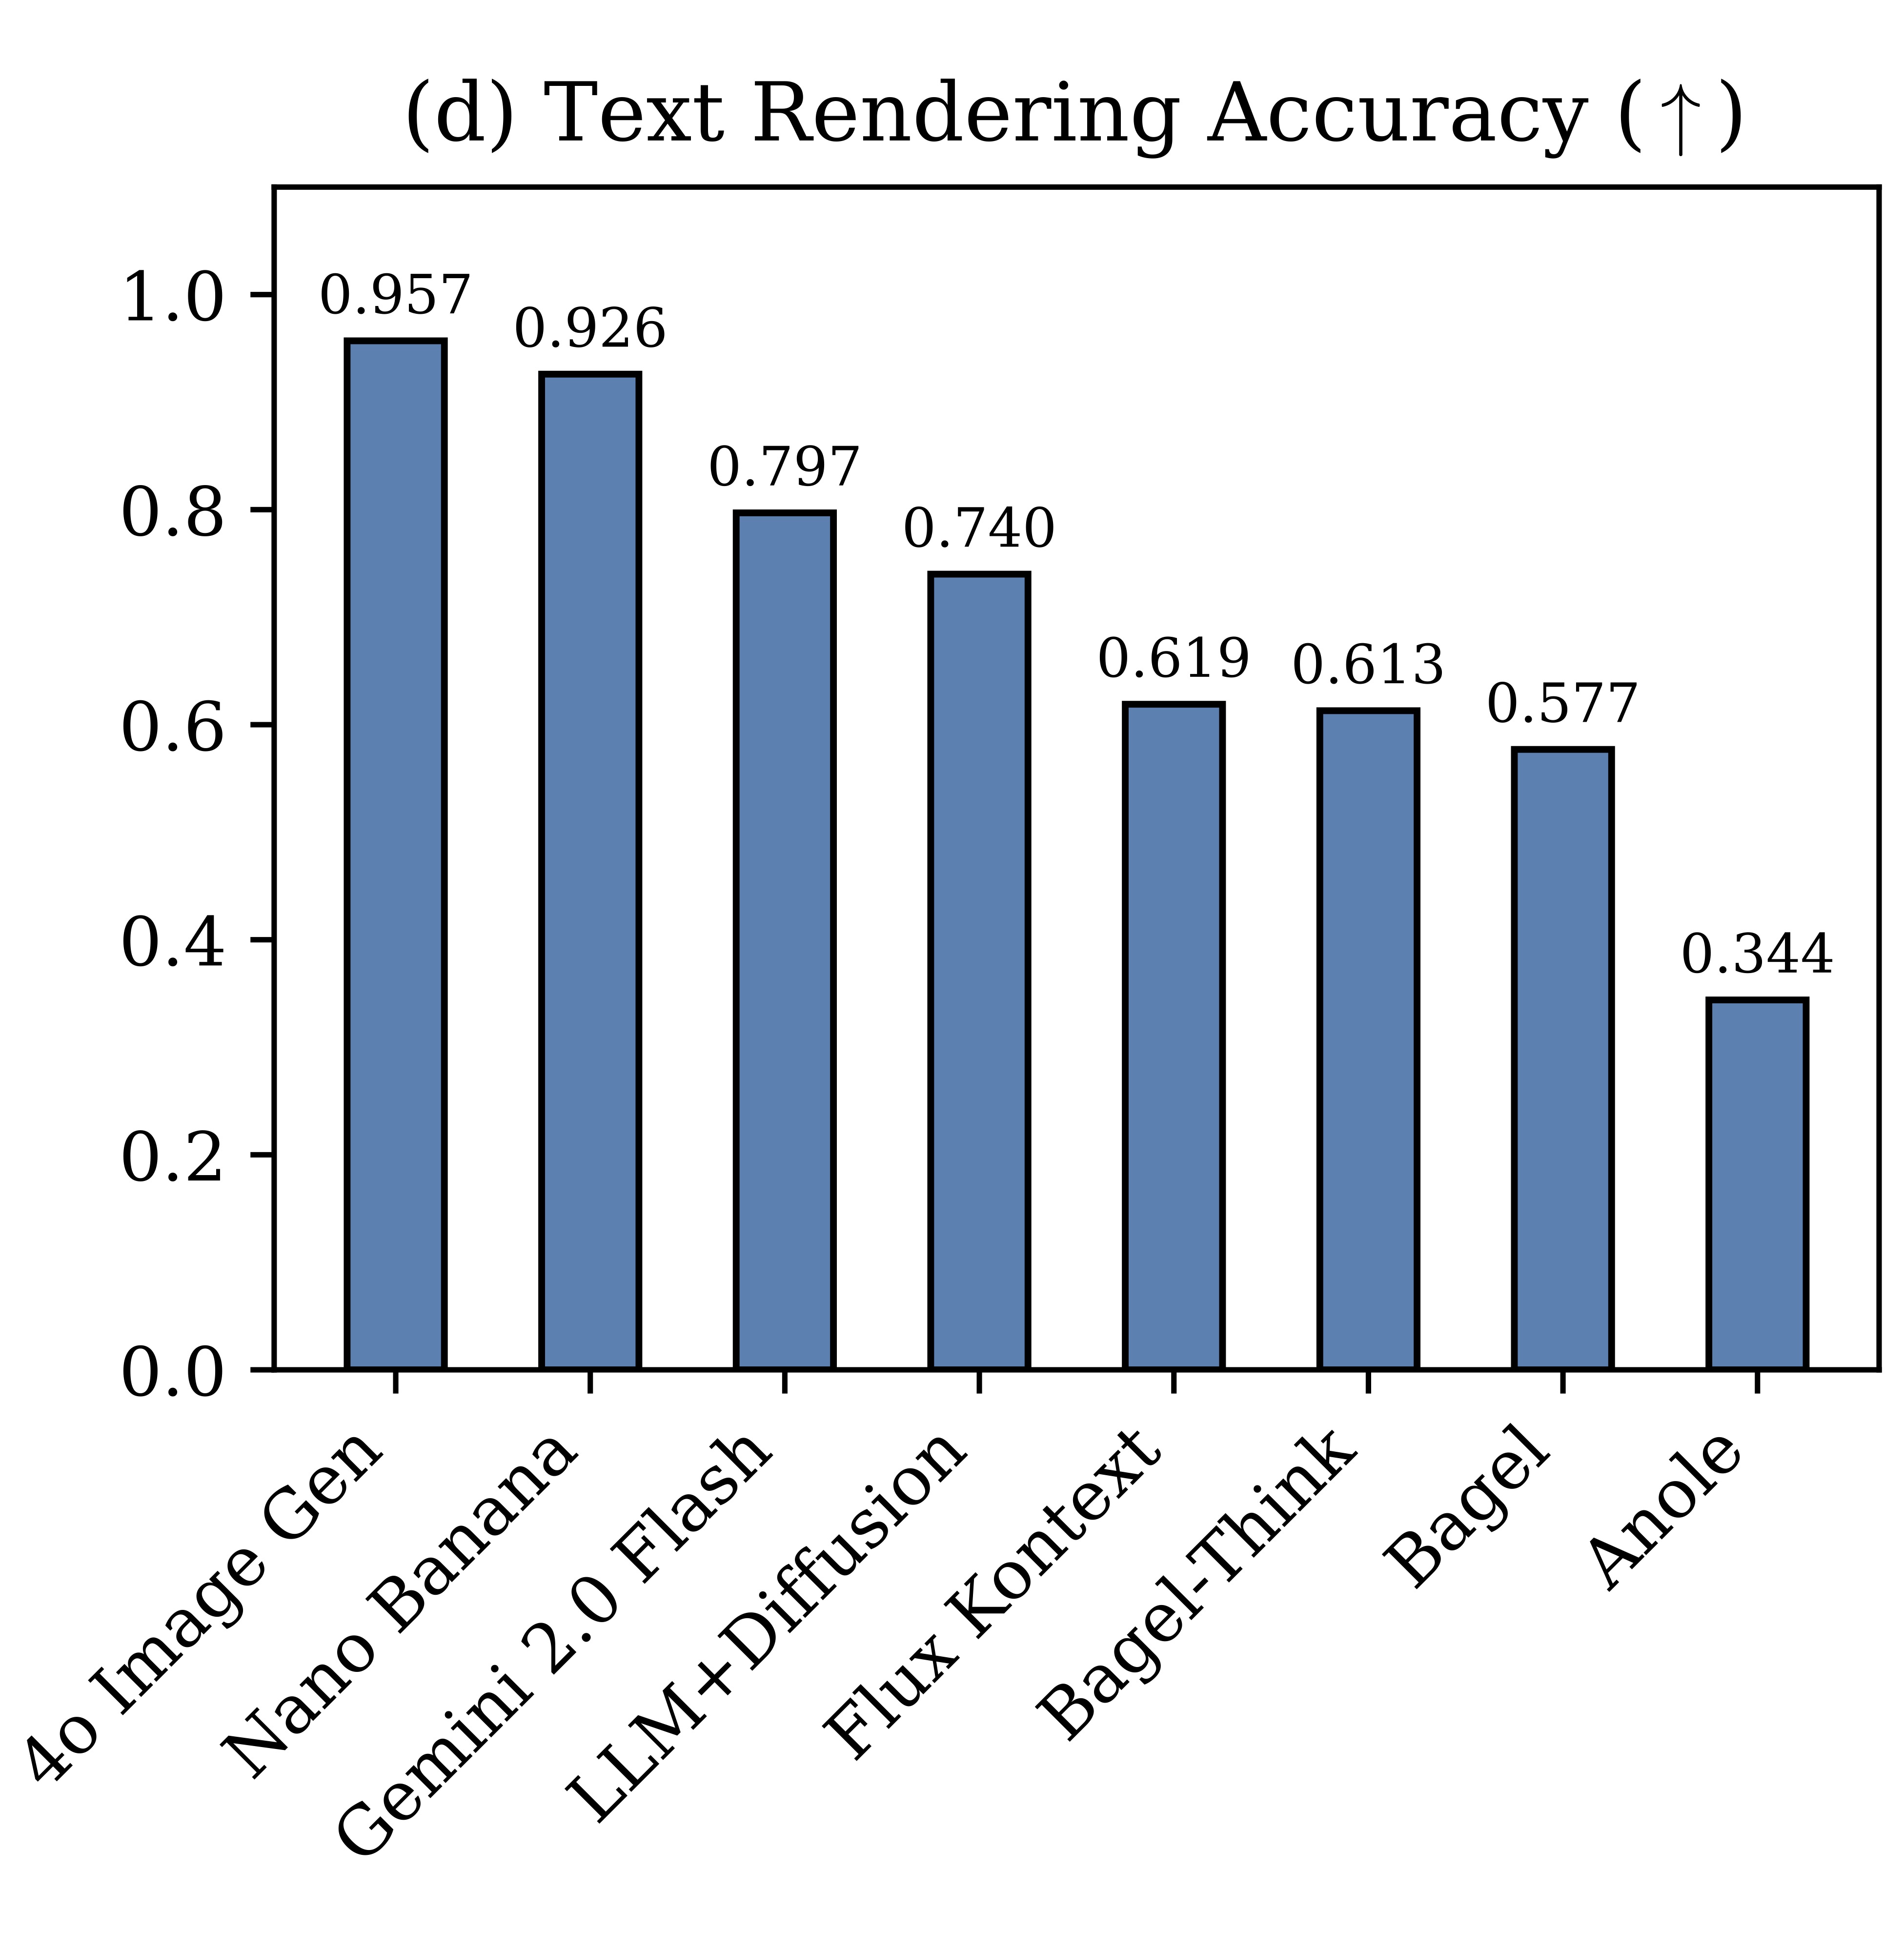 (d) Text Rendering Accuracy (↑)
1.0
0.8
0.6
0.4
0.2
0.0
0.957
0.926
0.797
0.740
0.619
0.613
0.577
0.344
4o Image Gen
Nano Banana
Gemini 2.0 Flash
LLM+Diffusion
Flux Kontext
Bagel-Think
Bagel
Anole